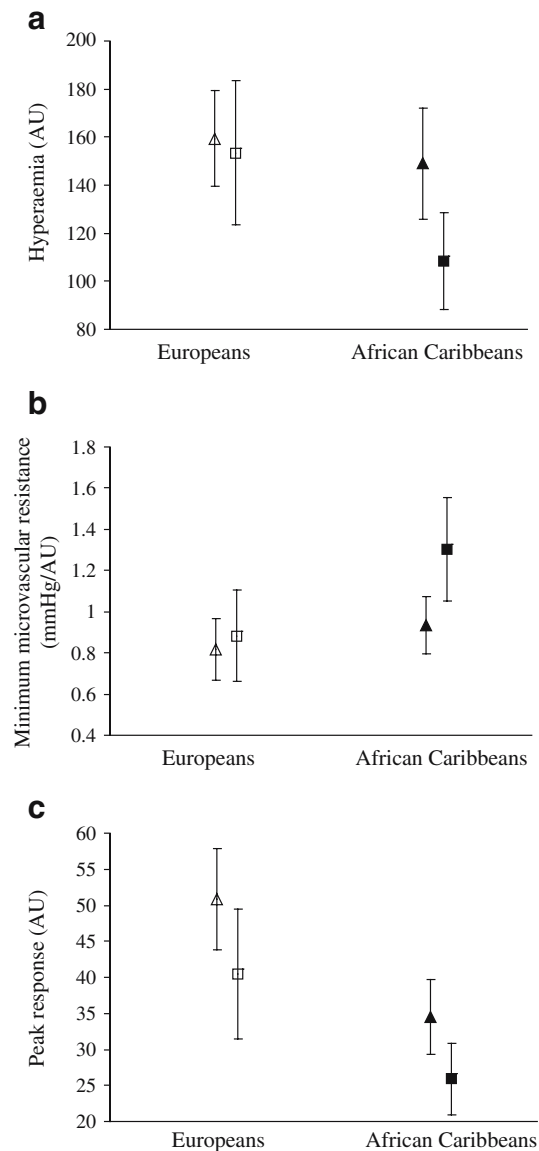 a
200
180
160
140
120
100
80
Hyperaemia (AU)
Europeans
African Caribbeans
b
1.8
1.6
1.4
1.2
1
0.8
0.6
0.4
Minimum microvascular resistance
(mmHg/AU)
Europeans
African Caribbeans
c
60
55
50
45
40
35
30
25
20
Peak response (AU)
Europeans
African Caribbeans